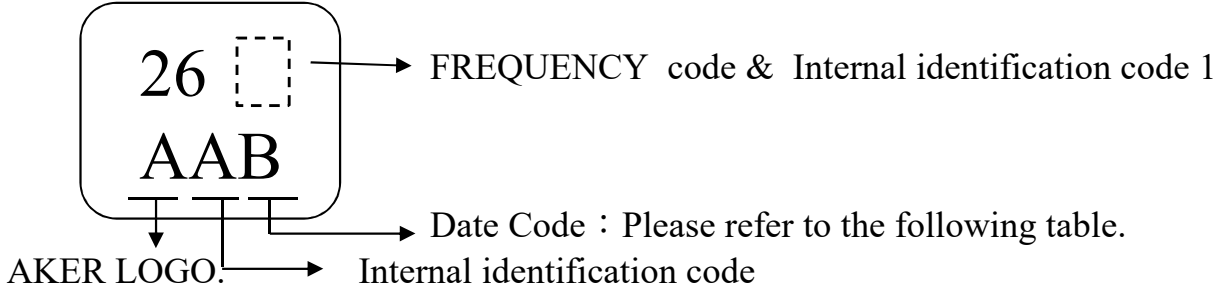 26
FREQUENCY code & Internal identification code 1
AAB
Date Code：Please refer to the following table.
AKER LOGO.
Internal identification code